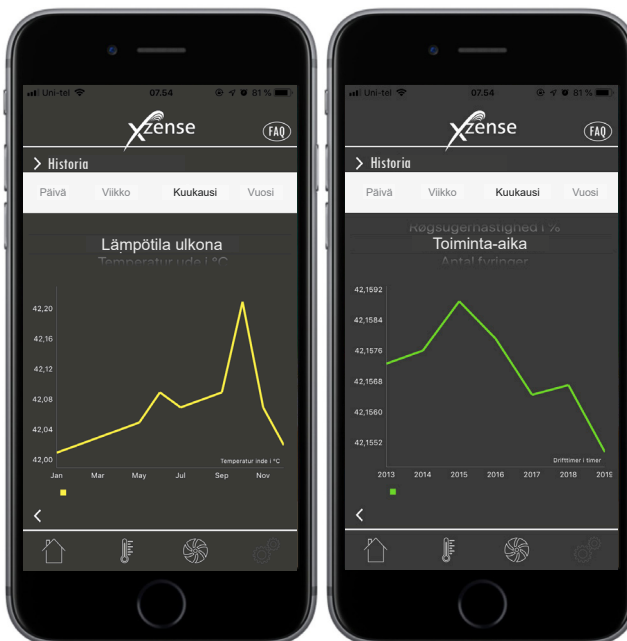 Uni-tel 07.54 81 %
xzense
FAQ
Historia
Päivä Viikko Kuukausi Vuosi
Lämpötila ulkona
Temperatur ude i °C
42,20
42,16
42,12
42,08
42,04
42,00
Temperatur inde i °C
Jan Mar May Jul Sep Nov
Uni-tel 07.54 81 %
xzense
FAQ
Historia
Päivä Viikko Kuukausi Vuosi
Røgsugerhastighed i %
Toiminta-aika
Antal fyringer
42,1592
42,1584
42,1576
42,1568
42,1560
42,1552
Drifttimer i timer
2013 2014 2015 2016 2017 2018 2019